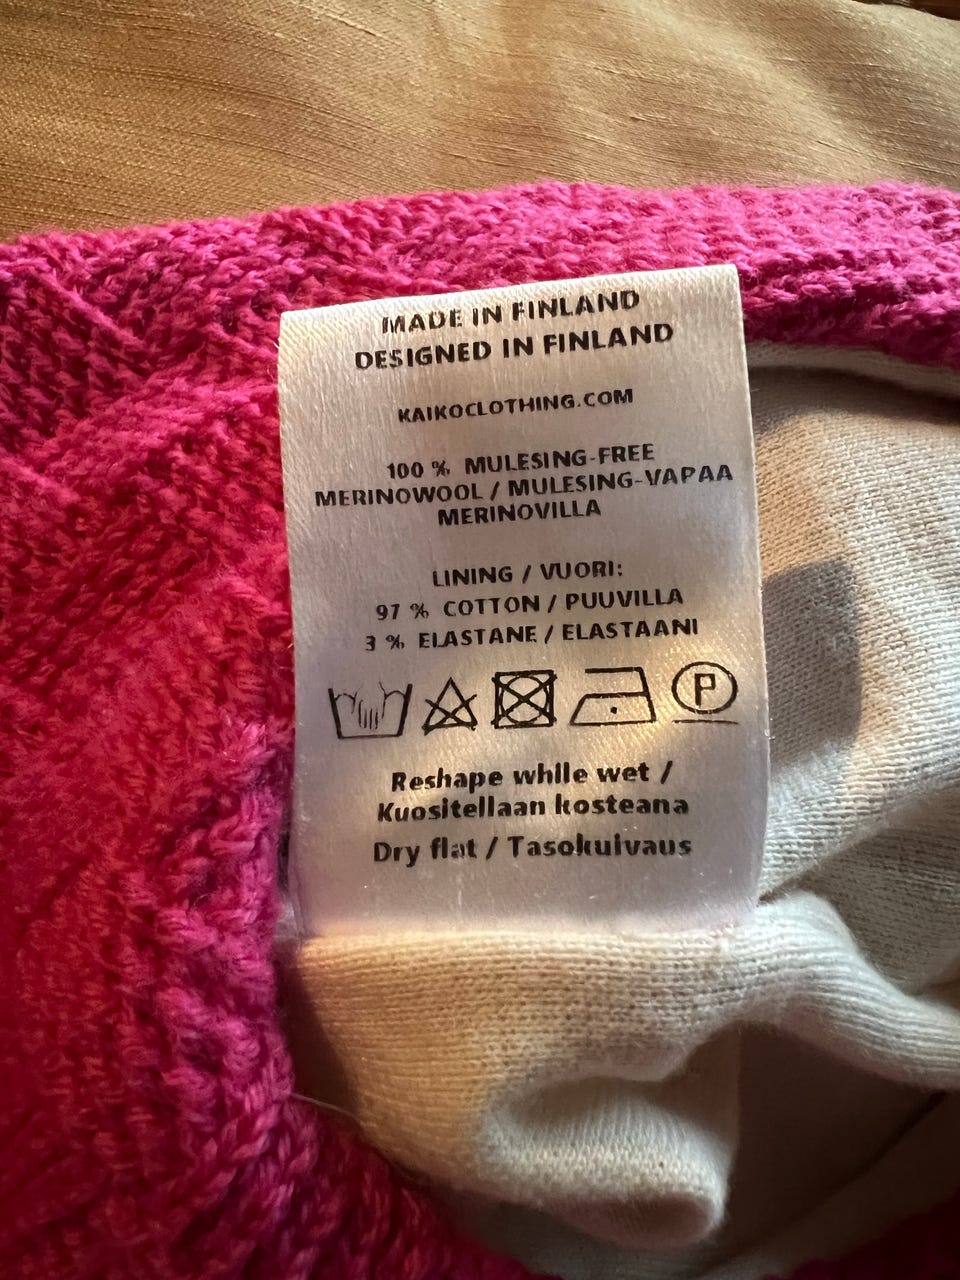 MADE IN FINLAND
DESIGNED IN FINLAND
KAIKOCLOTHING.COM
100 % MULESING-FREE
MERINOWOOL / MULESING-VAPAA
MERINOVILLA
LINING / VUORI:
97 % COTTON / PUUVILLA
3 % ELASTANE / ELASTAANI
P
Reshape while wet /
Kuositellaan kosteana
Dry flat / Tasokuivaus